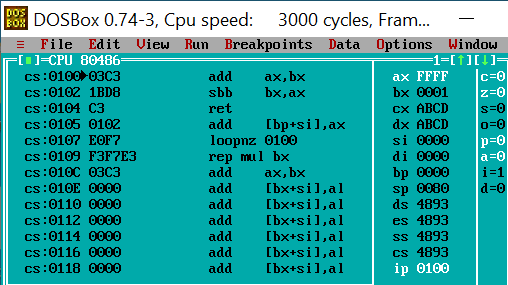 DOS BOX DOSBox 0.74-3, Cpu speed: 3000 cycles, Fram...
≡ File Edit View Run Breakpoints Data Options Window
[■]=CPU 80486 1=[↑][↓]
cs:0100►03C3 add ax,bx ax FFFF c=0
cs:0102 1BD8 sbb bx,ax bx 0001 z=0
cs:0104 C3 ret cx ABCD s=0
cs:0105 0102 add [bp+si],ax dx ABCD o=0
cs:0107 E0F7 loopnz 0100 si 0000 p=0
cs:0109 F3F7E3 rep mul bx di 0000 a=0
cs:010C 03C3 add ax,bx bp 0000 i=1
cs:010E 0000 add [bx+si],al sp 0080 d=0
cs:0110 0000 add [bx+si],al ds 4893
cs:0112 0000 add [bx+si],al es 4893
cs:0114 0000 add [bx+si],al ss 4893
cs:0116 0000 add [bx+si],al cs 4893
cs:0118 0000 add [bx+si],al ip 0100